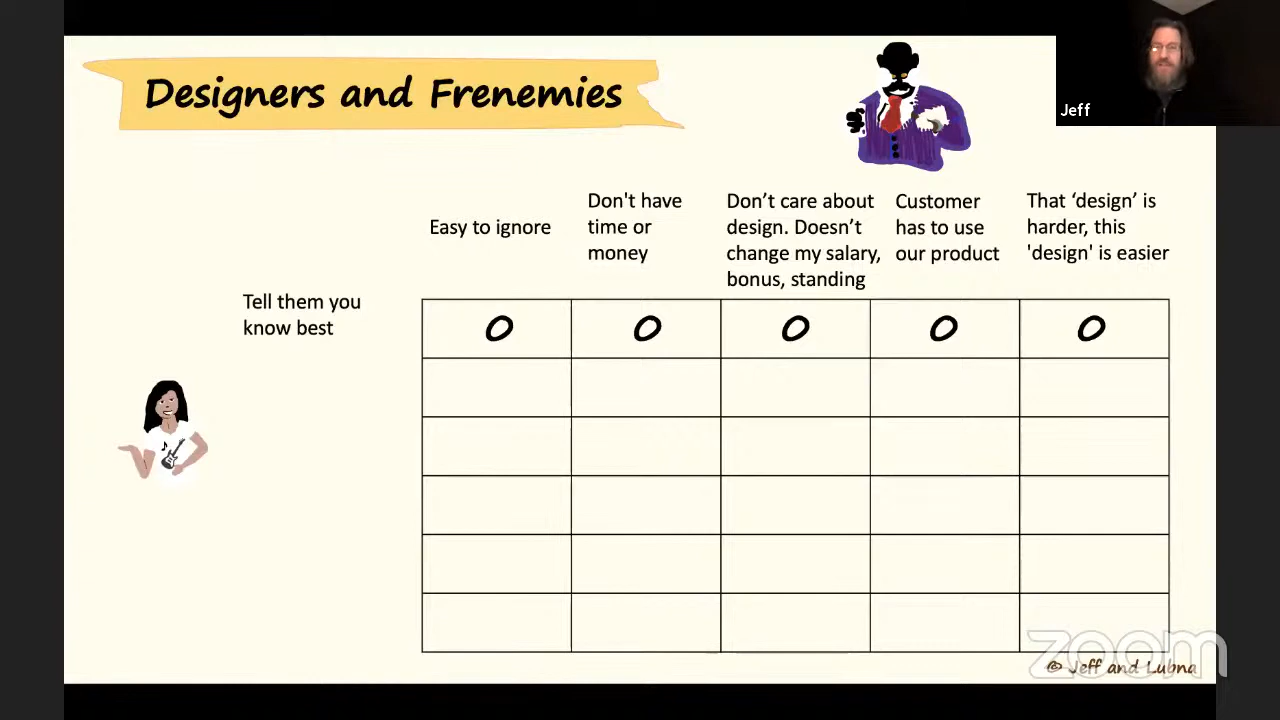 Designers and Frenemies
Jeff
Easy to ignore
Don't have
time or
money
Don’t care about
design. Doesn’t
change my salary,
bonus, standing
Customer
has to use
our product
That ‘design’ is
harder, this
'design' is easier
Tell them you
know best
0 0 0 0 0
zoom
© Jeff and Lubna